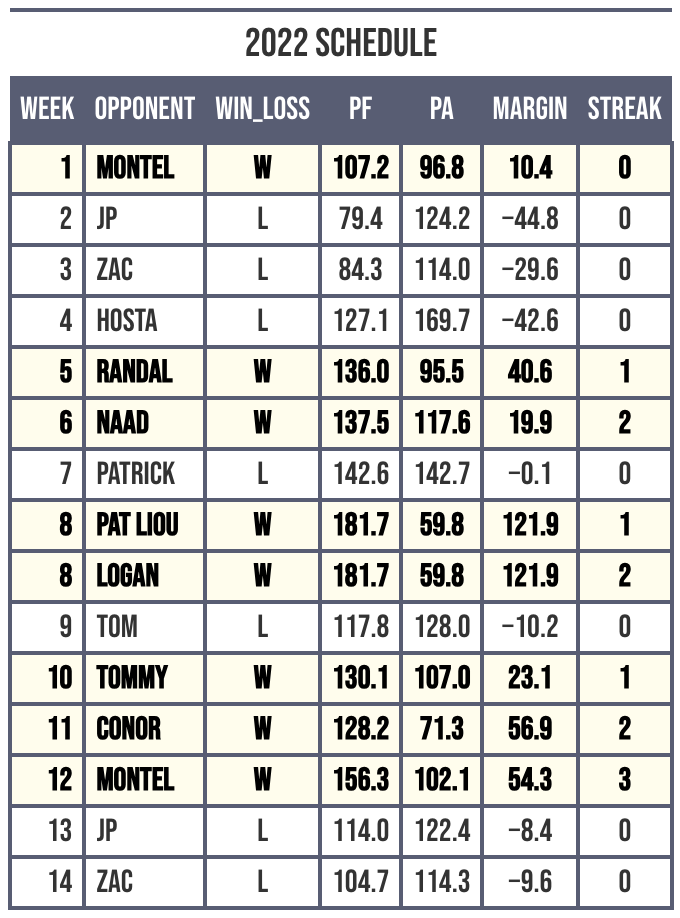 2022 SCHEDULE
WEEK OPPONENT WIN_LOSS PF PA MARGIN STREAK
1 MONTEL W 107.2 96.8 10.4 0
2 JP L 79.4 124.2 −44.8 0
3 ZAC L 84.3 114.0 −29.6 0
4 HOSTA L 127.1 169.7 −42.6 0
5 RANDAL W 136.0 95.5 40.6 1
6 NAAD W 137.5 117.6 19.9 2
7 PATRICK L 142.6 142.7 −0.1 0
8 PAT LIOU W 181.7 59.8 121.9 1
8 LOGAN W 181.7 59.8 121.9 2
9 TOM L 117.8 128.0 −10.2 0
10 TOMMY W 130.1 107.0 23.1 1
11 CONOR W 128.2 71.3 56.9 2
12 MONTEL W 156.3 102.1 54.3 3
13 JP L 114.0 122.4 −8.4 0
14 ZAC L 104.7 114.3 −9.6 0